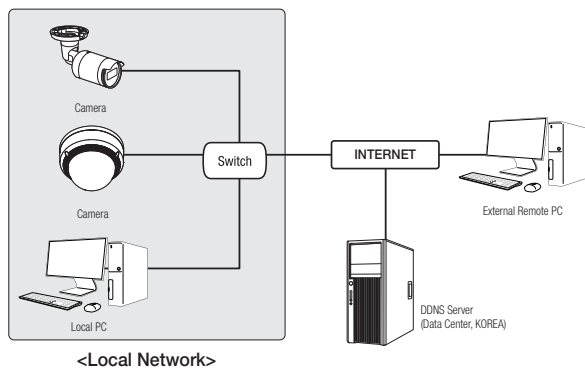 Camera
Camera
Switch
INTERNET
External Remote PC
Local PC
DDNS Server
(Data Center, KOREA)
<Local Network>